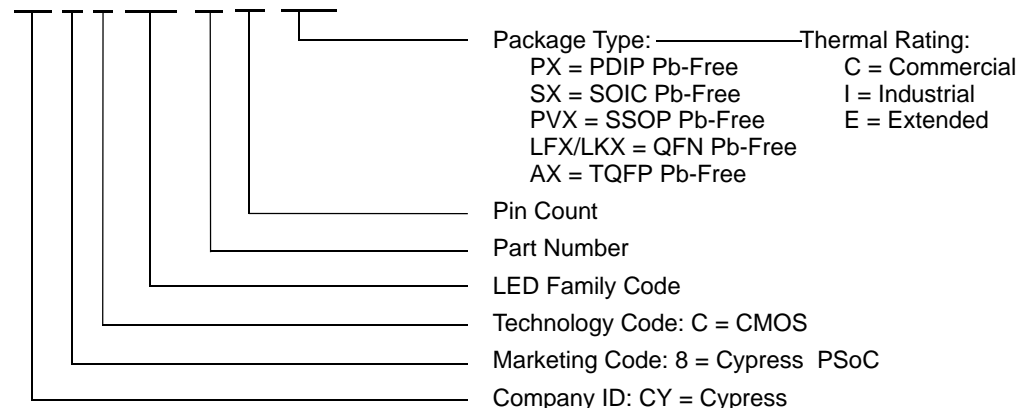 Package Type: Thermal Rating:
PX = PDIP Pb-Free C = Commercial
SX = SOIC Pb-Free I = Industrial
PVX = SSOP Pb-Free E = Extended
LFX/LKX = QFN Pb-Free
AX = TQFP Pb-Free
Pin Count
Part Number
LED Family Code
Technology Code: C = CMOS
Marketing Code: 8 = Cypress PSoC
Company ID: CY = Cypress